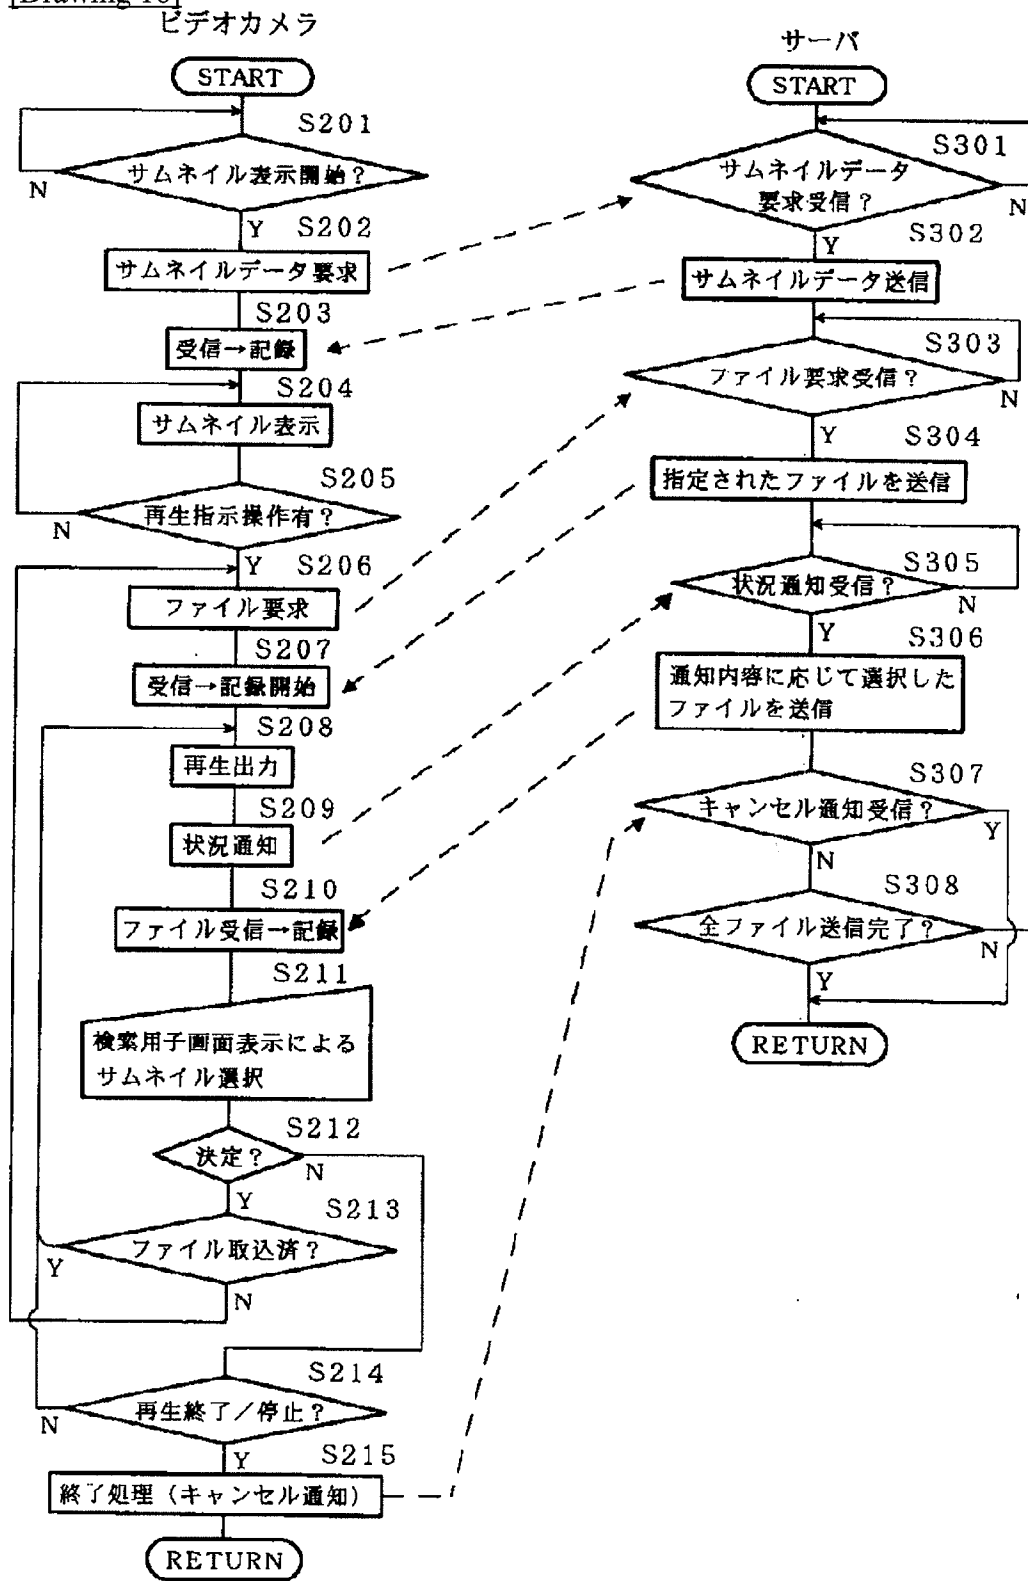 ビデオカメラ
START
S201
サムネイル表示開始？
N
Y
S202
サムネイルデータ要求
S203
受信→記録
S204
サムネイル表示
S205
再生指示操作有？
N
Y
S206
ファイル要求
S207
受信→記録開始
S208
再生出力
S209
状況通知
S210
ファイル受信→記録
S211
検索用子画面表示による
サムネイル選択
S212
決定？
N
Y
S213
ファイル取込済？
Y
N
S214
再生終了／停止？
N
Y
S215
終了処理（キャンセル通知）
RETURN
サーバ
START
S301
サムネイルデータ
要求受信？
N
Y
S302
サムネイルデータ送信
S303
ファイル要求受信？
N
Y
S304
指定されたファイルを送信
S305
状況通知受信？
N
Y
S306
通知内容に応じて選択した
ファイルを送信
S307
キャンセル通知受信？
Y
N
S308
全ファイル送信完了？
N
Y
RETURN